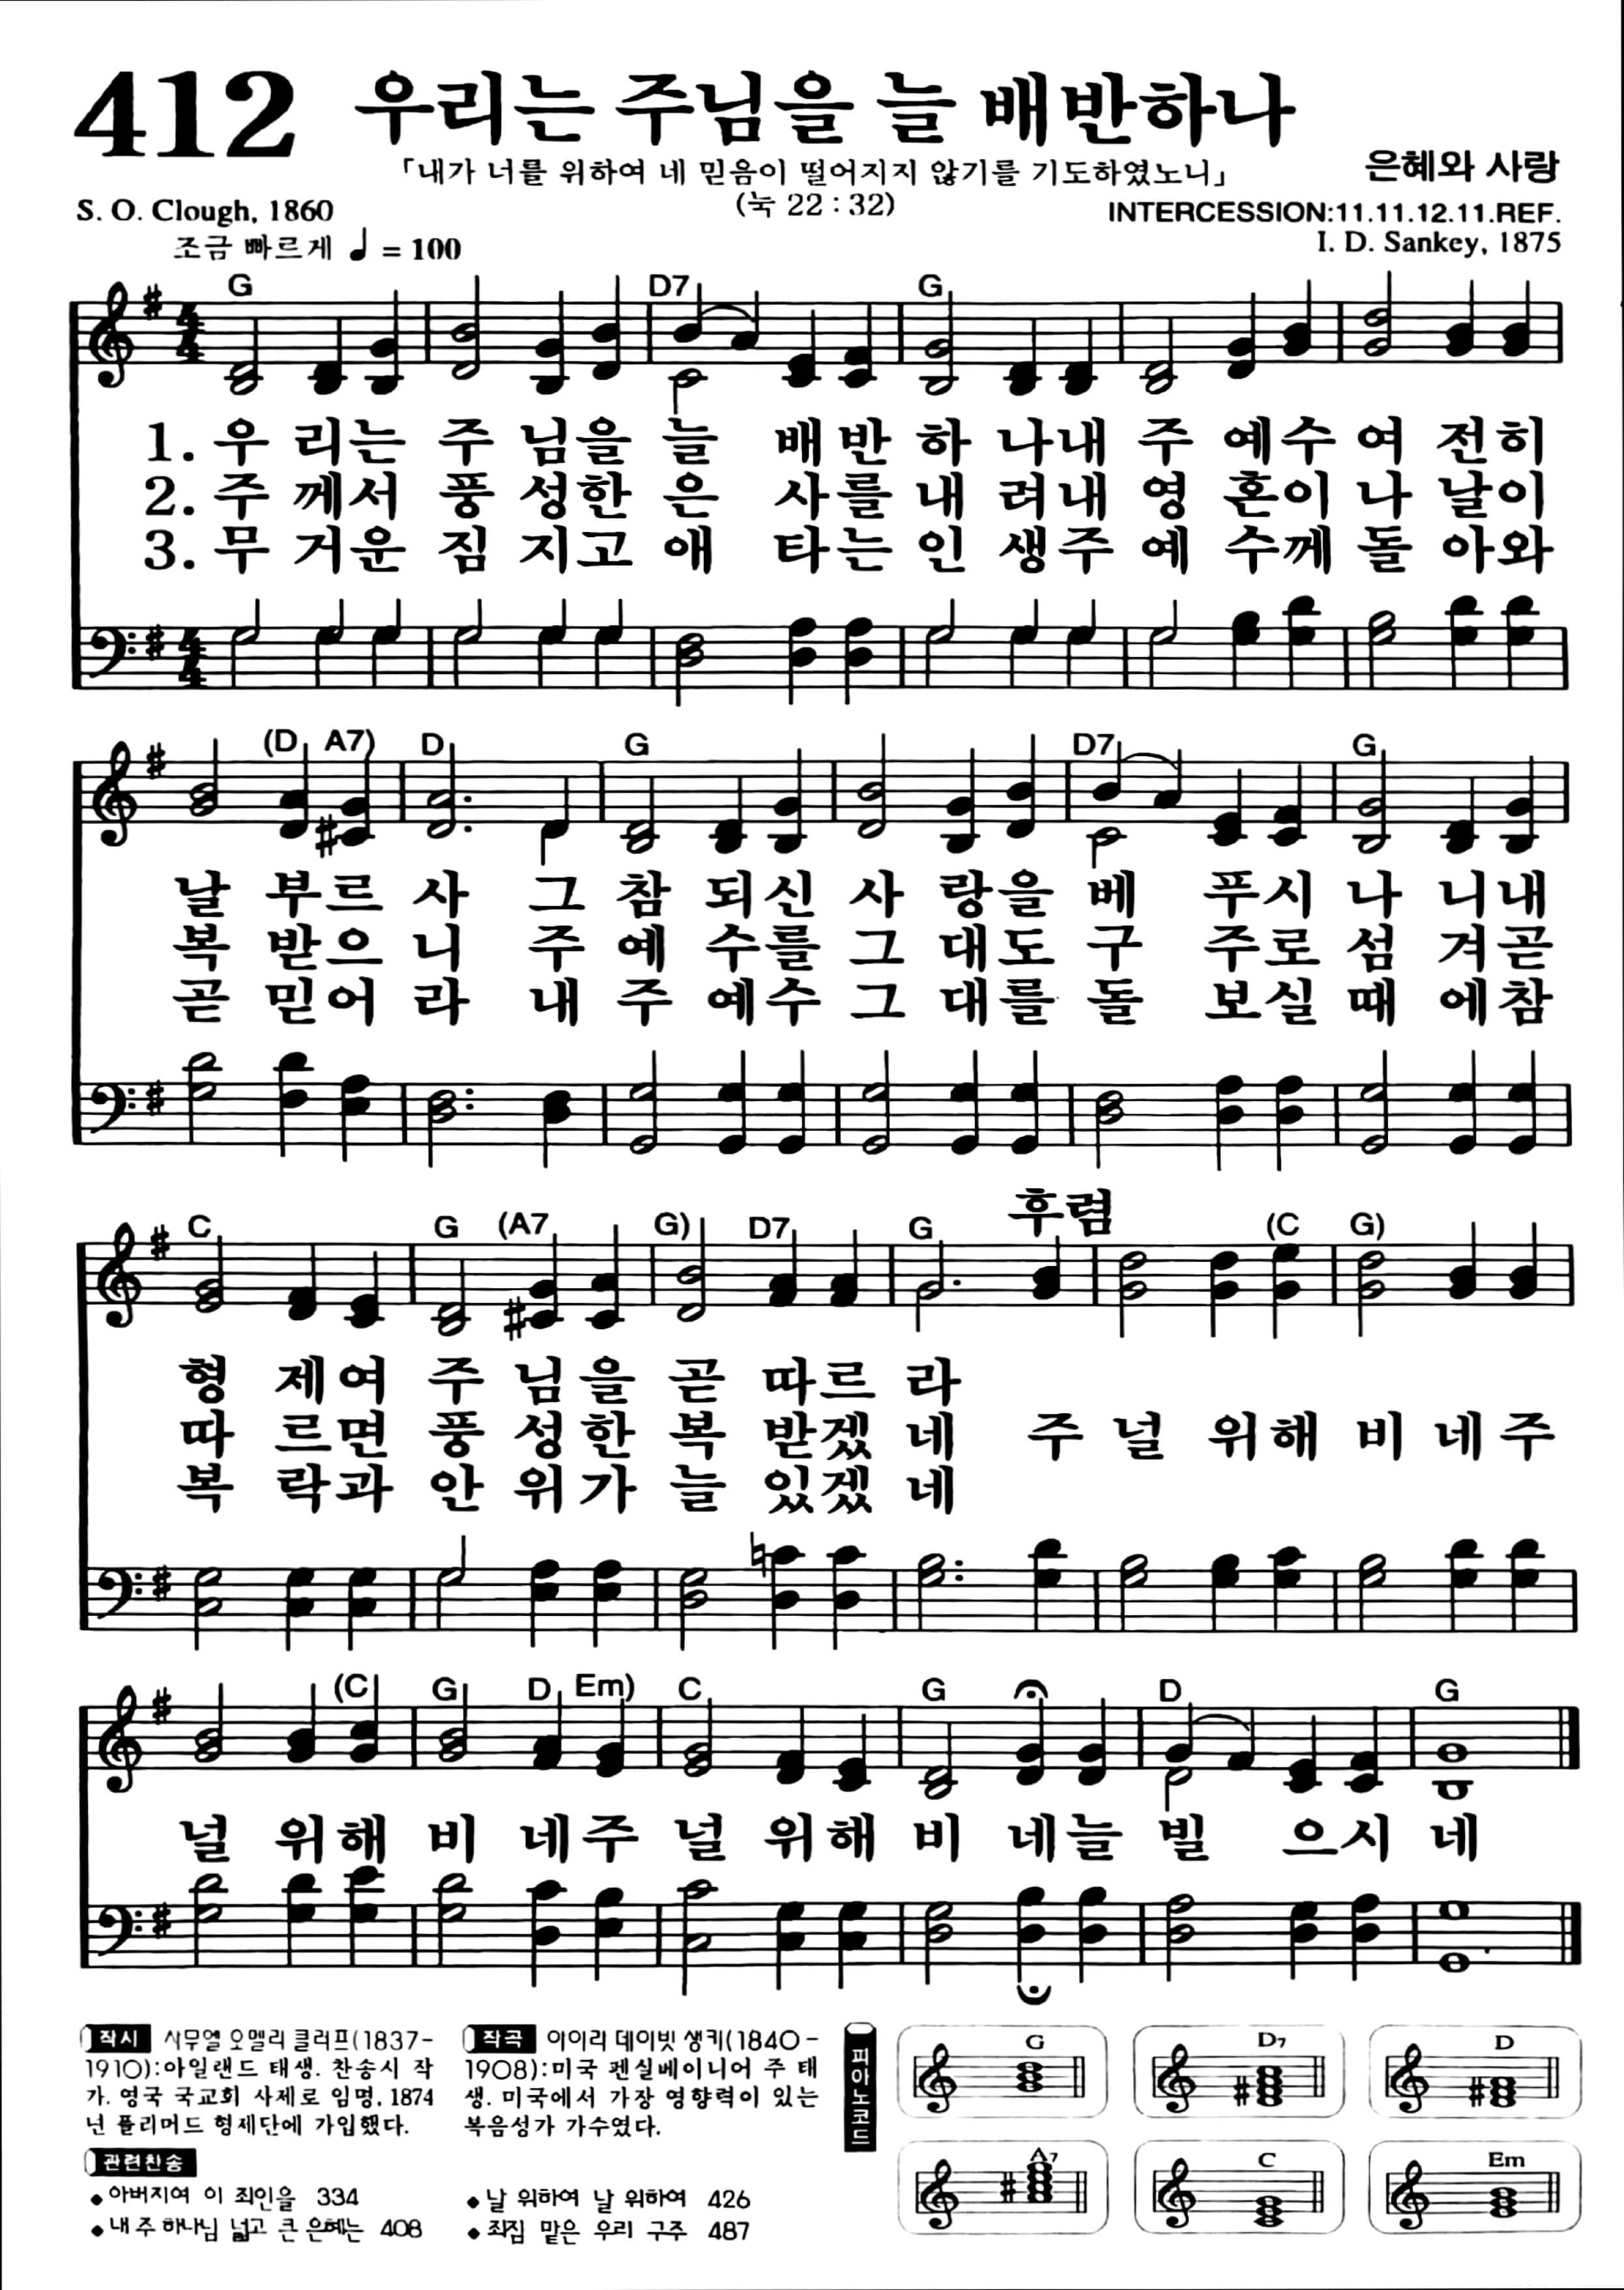 412 우리는 주님을 늘 배반하나
「내가 너를 위하여 네 믿음이 떨어지지 않기를 기도하였노니」
(눅 22 : 32)
은혜와 사랑
S. O. Clough, 1860
INTERCESSION:11.11.12.11.REF.
조금 빠르게 ♩ = 100
I. D. Sankey, 1875
G D7 G
1. 우 리는 주 님을 늘 배반 하 나내 주 예수 여 전히
2. 주 께서 풍 성한 은 사를 내 려내 영 혼이 나 날이
3. 무 거운 짐 지고 애 타는 인 생주 예 수께 돌 아와
(D A7) D G D7 G
날 부르 사 그 참 되신 사 랑을 베 푸시 나 니내
복 받으 니 주 예 수를 그 대도 구 주로 섬 겨곧
곧 믿어 라 내 주 예수 그 대를 돌 보실 때 에참
후렴
C G (A7 G) D7 G (C G)
형 제여 주 님을 곧 따르 라
따 르면 풍 성한 복 받겠 네 주 널 위해 비 네주
복 락과 안 위가 늘 있겠 네
(C G D Em) C G D G
널 위해 비 네주 널 위해 비 네늘 빌 으시 네
작시 사무엘 오멜리 클러프(1837-
1910):아일랜드 태생. 찬송시 작
가. 영국 국교회 사제로 임명, 1874
년 플리머드 형제단에 가입했다.
작곡 아이라 데이빗 생키(1840-
1908):미국 펜실베이니어 주 태
생. 미국에서 가장 영향력이 있는
복음성가 가수였다.
관련찬송
•아버지여 이 죄인을 334
•내 주 하나님 넓고 큰 은혜는 408
•날 위하여 날 위하여 426
•죄짐 맡은 우리 구주 487
피아노코드
G D7 D
A7 C Em